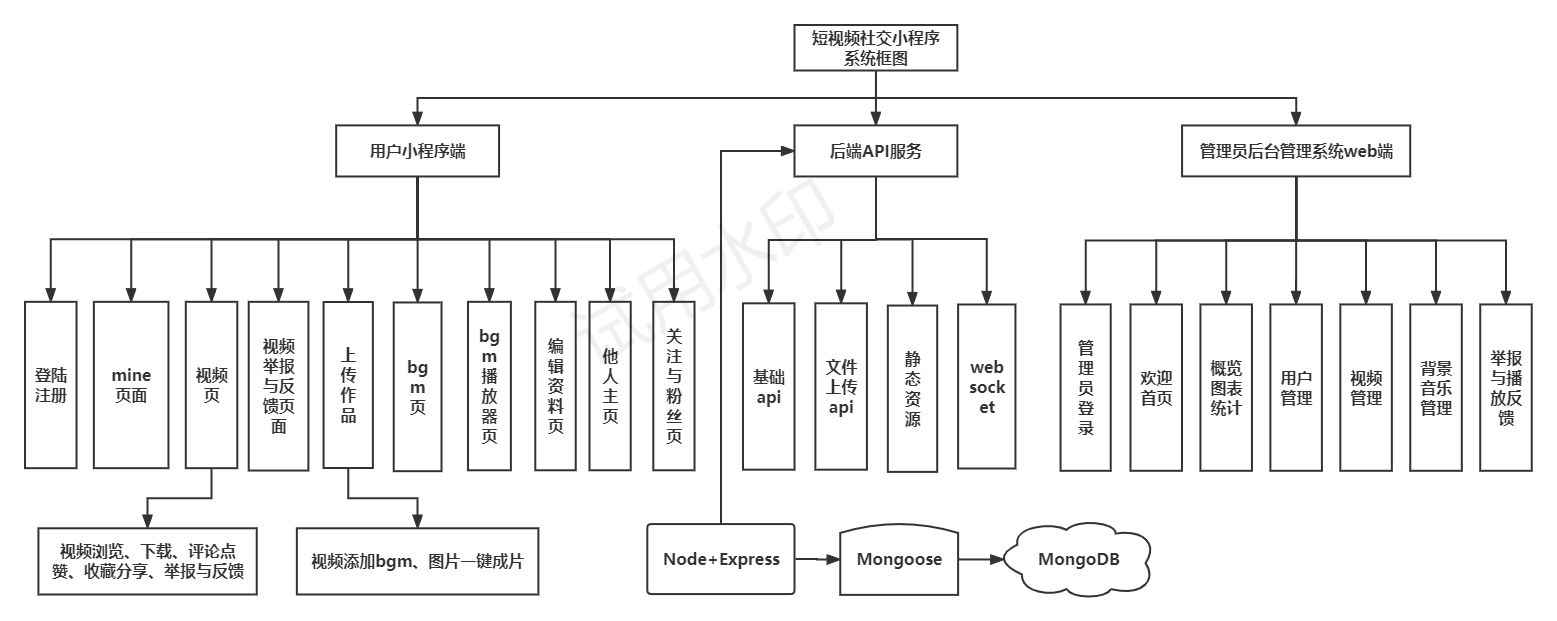 短视频社交小程序
系统框图
用户小程序端
后端API服务
管理员后台管理系统web端
登陆
注册
mine
页面
视频
页
视频
举报
与反
馈页
面
上
传
作
品
bg
m
页
bg
m
播
放
器
页
编
辑
资
料
页
他
人
主
页
关
注
与
粉
丝
页
基础
api
文件
上传
api
静
态
资
源
web
sock
et
管
理
员
登
录
欢迎
首页
概览
图表
统计
用户
管理
视频
管理
背景
音乐
管理
举报
与播
放反
馈
视频浏览、下载、评论点
赞、收藏分享、举报与反馈
视频添加bgm、图片一键成片
Node+Express
Mongoose
MongoDB
试用水印